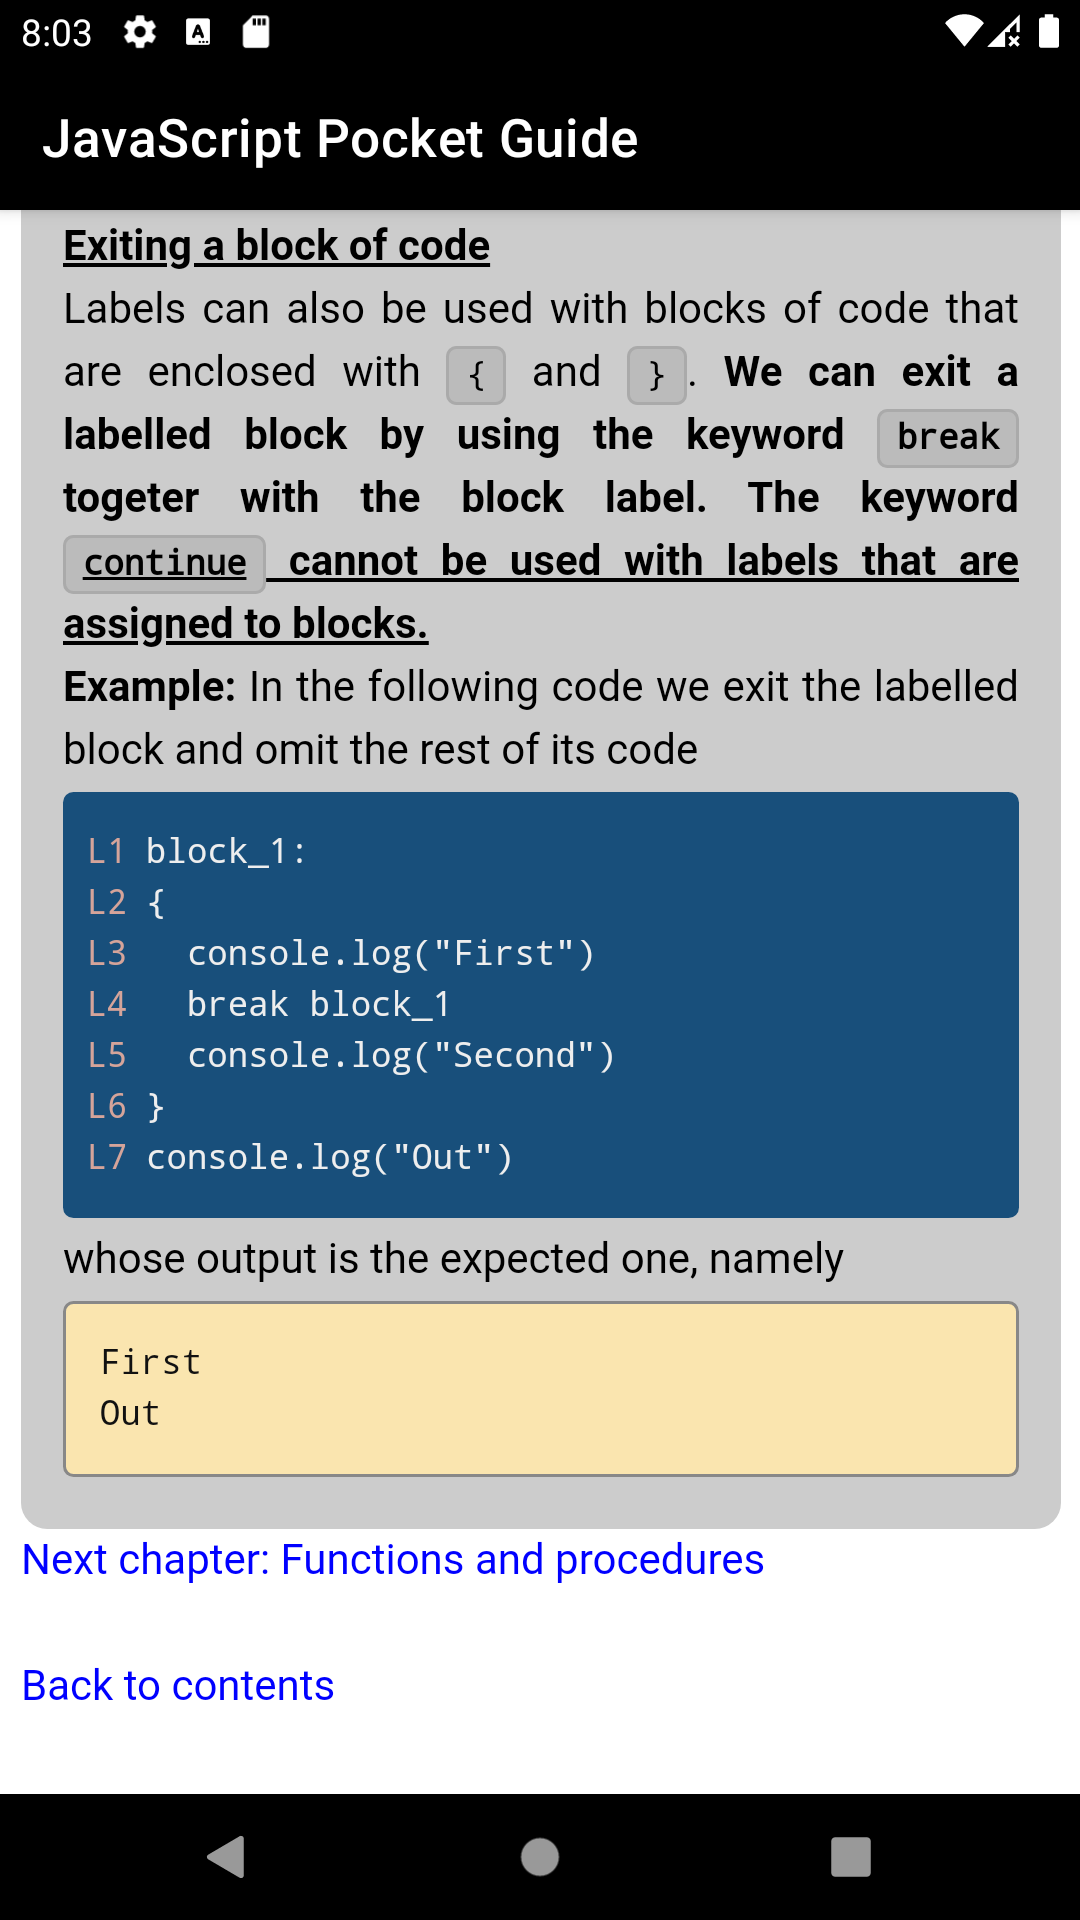 8:03
JavaScript Pocket Guide
Exiting a block of code
Labels can also be used with blocks of code that
are enclosed with { and }. We can exit a
labelled block by using the keyword break
togeter with the block label. The keyword
continue cannot be used with labels that are
assigned to blocks.
Example: In the following code we exit the labelled
block and omit the rest of its code
L1 block_1:
L2 {
L3   console.log("First")
L4   break block_1
L5   console.log("Second")
L6 }
L7 console.log("Out")
whose output is the expected one, namely
First
Out
Next chapter: Functions and procedures
Back to contents